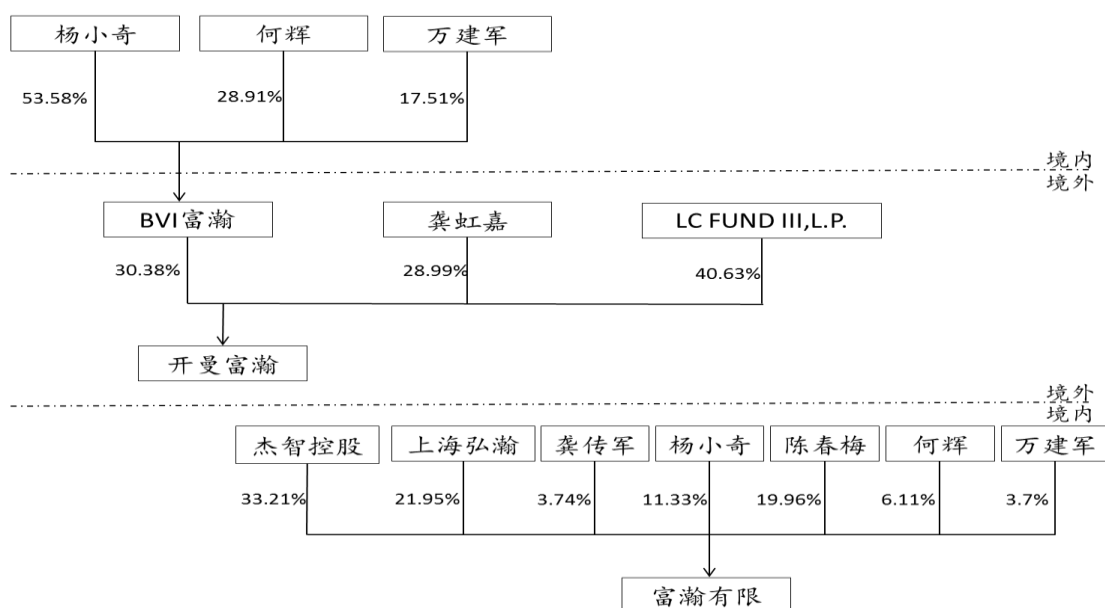 杨小奇 何辉 万建军
53.58% 28.91% 17.51%
境内
境外
BVI富瀚 龚虹嘉 LC FUND III,L.P.
30.38% 28.99% 40.63%
开曼富瀚
境外
境内
杰智控股 上海弘瀚 龚传军 杨小奇 陈春梅 何辉 万建军
33.21% 21.95% 3.74% 11.33% 19.96% 6.11% 3.7%
富瀚有限